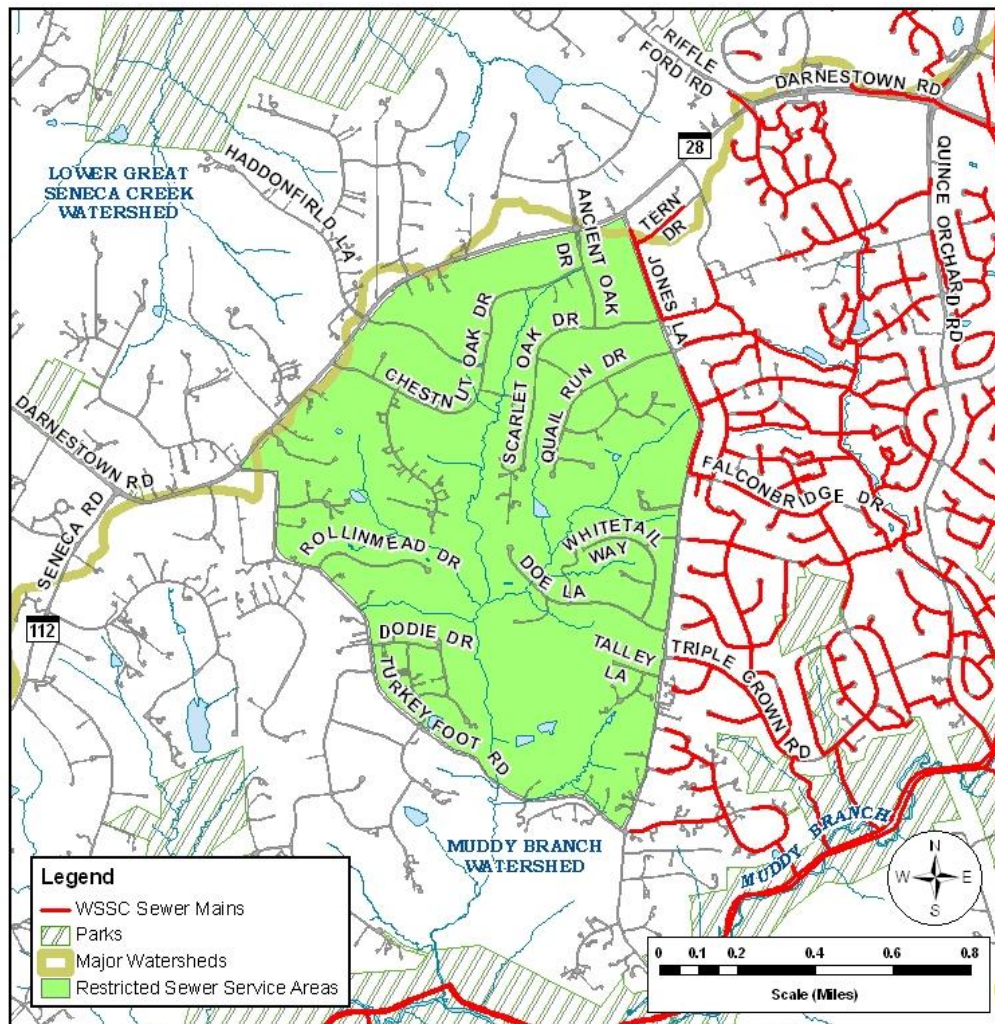 RIFFLE
FORD RD
DARNESTOWN RD
28
QUINCE ORCHARD RD
LOWER GREAT
SENECA CREEK
WATERSHED
HADDONFIRLD LA
ANCIENT OAK
DR
TERN
DR
JONES LA
CHESTNUT OAK DR
SCARLET OAK DR
QUAIL RUN DR
DARNESTOWN RD
SENECA RD
112
FALCONBRIDGE DR
ROLLINMEAD DR
WHITETAIL
WAY
DOE LA
DODIE DR
TALLEY
LA
TRIPLE CROWN RD
TURKEY FOOT RD
MUDDY BRANCH
WATERSHED
MUDDY BRANCH
N
W E
S
Legend
WSSC Sewer Mains
Parks
Major Watersheds
Restricted Sewer Service Areas
0 0.1 0.2 0.4 0.6 0.8
Scale (Miles)